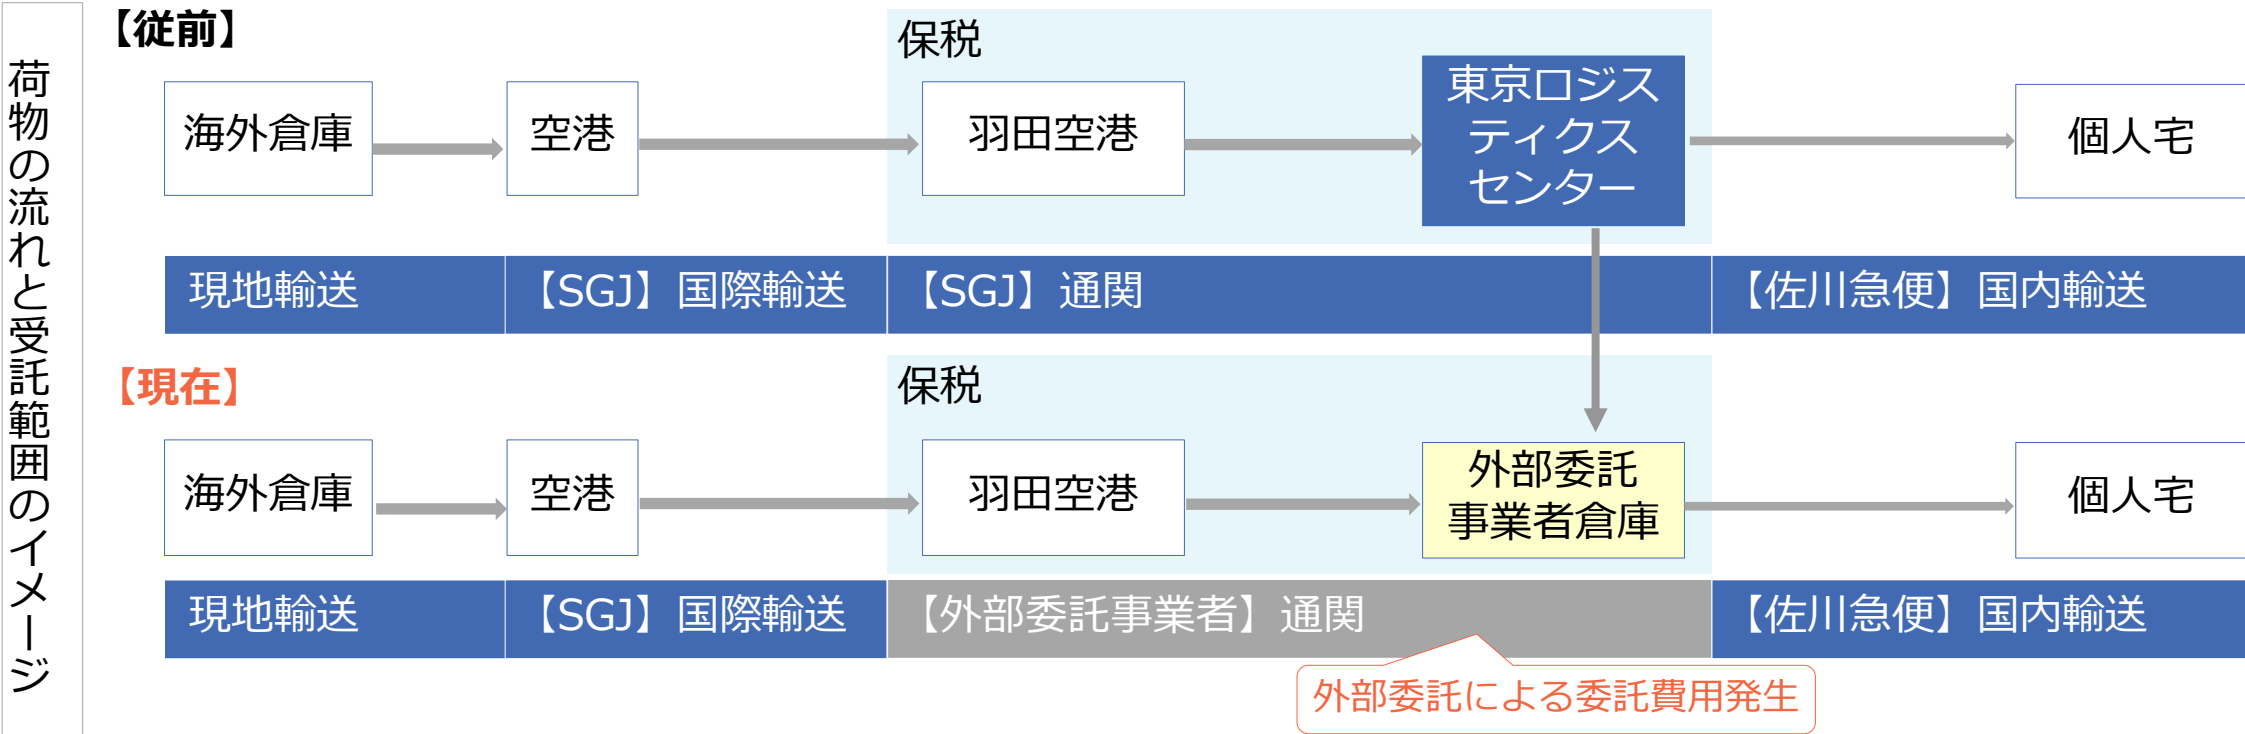 荷物の流れと受託範囲のイメージ
【従前】
保税
海外倉庫
空港
羽田空港
東京ロジス
ティクス
センター
個人宅
現地輸送
【SGJ】国際輸送
【SGJ】通関
【佐川急便】国内輸送
【現在】
保税
海外倉庫
空港
羽田空港
外部委託
事業者倉庫
個人宅
現地輸送
【SGJ】国際輸送
【外部委託事業者】通関
【佐川急便】国内輸送
外部委託による委託費用発生